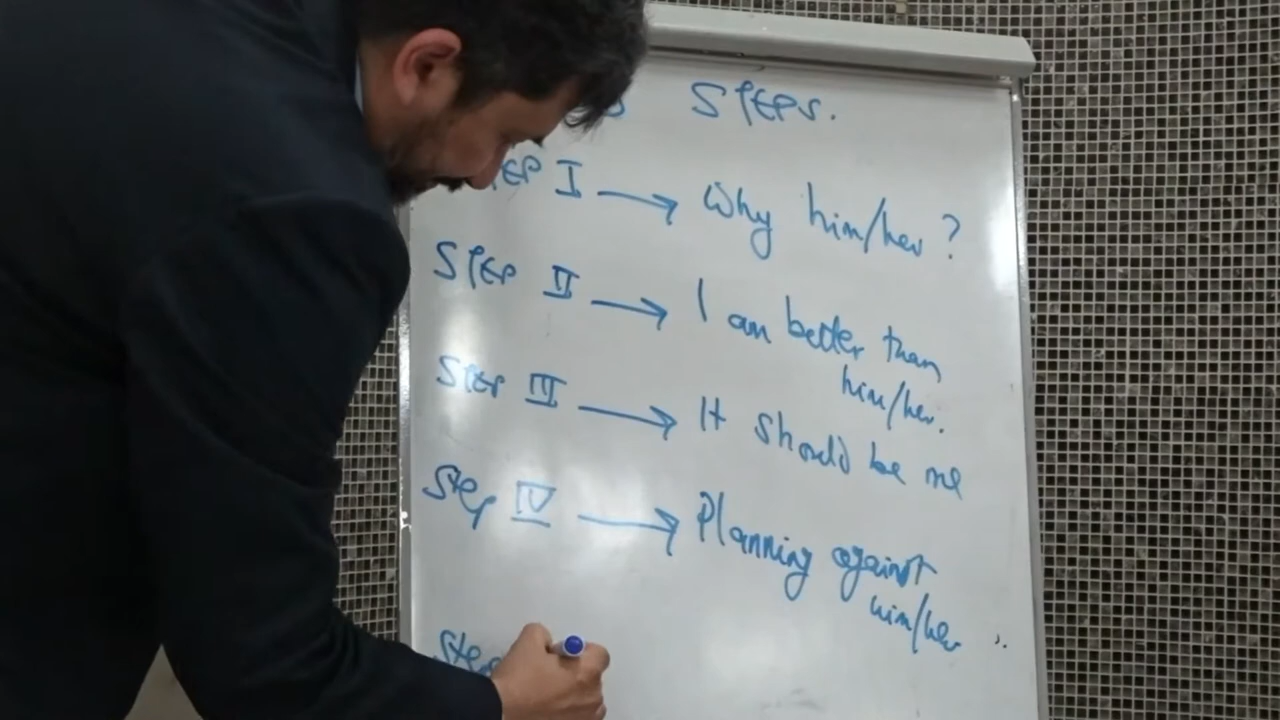 STEPS.
STEP I → Why him/her ?
STEP II → I am better than
him/her.
STEP III → It should be me
Step IV → Planning against
him/her
Step